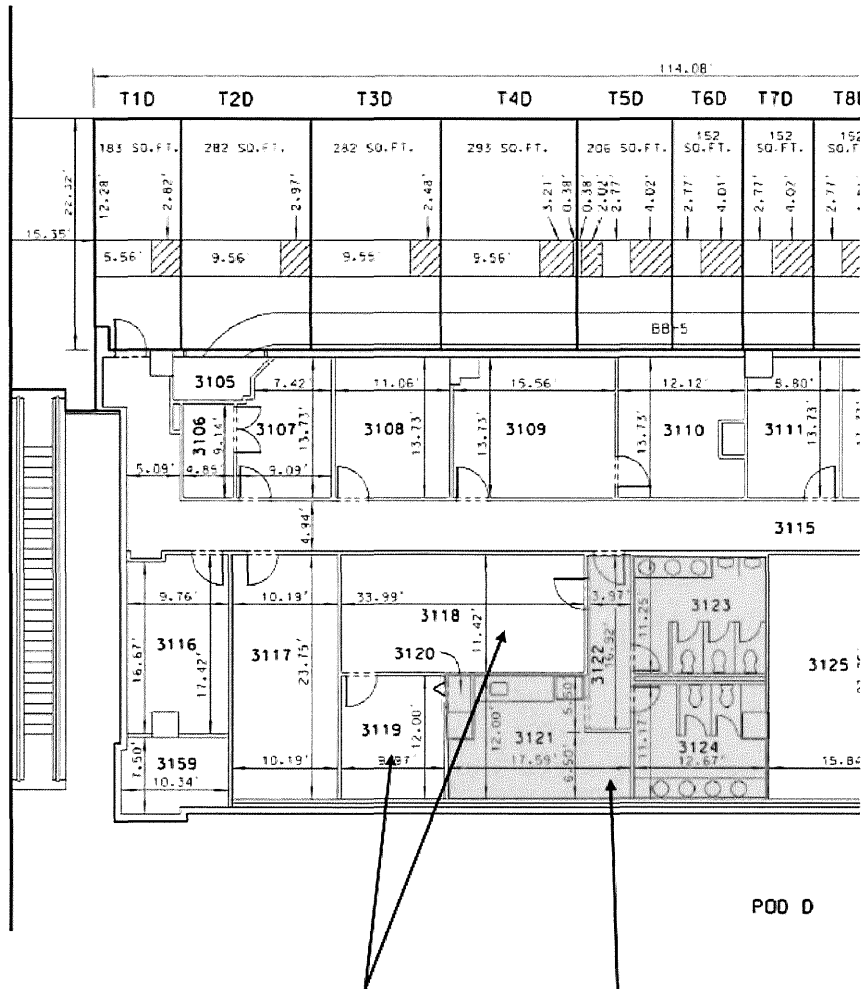 114.08'
T1D T2D T3D T4D T5D T6D T7D T8D
183 SQ.FT. 282 SQ.FT. 282 SQ.FT. 293 SQ.FT. 206 SQ.FT. 152 SQ.FT. 152 SQ.FT. 152
22.32' 12.28' 2.82' 2.97' 2.48' 3.21' 0.38' 0.38' 2.02' 2.77' 4.02' 2.77' 4.01' 2.77' 4.02' 2.77'
15.35' 5.56' 9.56' 9.55' 9.56'
BB-5
3105 7.42' 11.06' 15.56' 12.12' 8.80'
3106 9.14' 3107 13.73' 3108 13.73' 13.73' 3109 13.73' 3110 3111 13.73'
5.09' 4.85' 9.09'
4.94' 3115
9.76' 10.19' 33.99' 3.97' 3123
3116 16.67' 17.42' 3117 23.75' 3118 11.42' 3120 3122 16.92' 11.25' 3125
3119 12.00' 12.00' 3121 5.50' 11.17' 3124
7.50' 3159 10.34' 10.19' 17.59' 6.50' 12.67' 15.84'
POD D